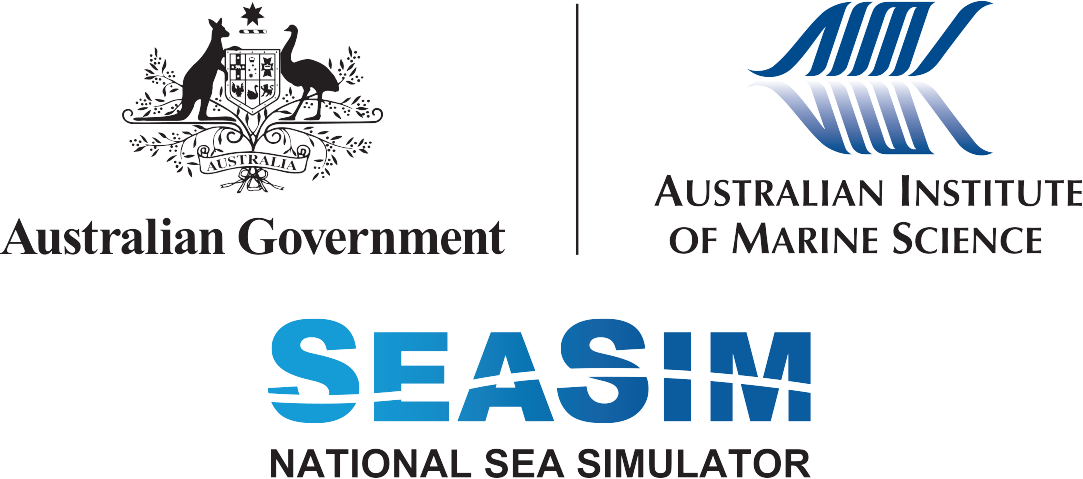 AUSTRALIA
Australian Government
AIMS
AUSTRALIAN INSTITUTE
OF MARINE SCIENCE
SEASIM
NATIONAL SEA SIMULATOR